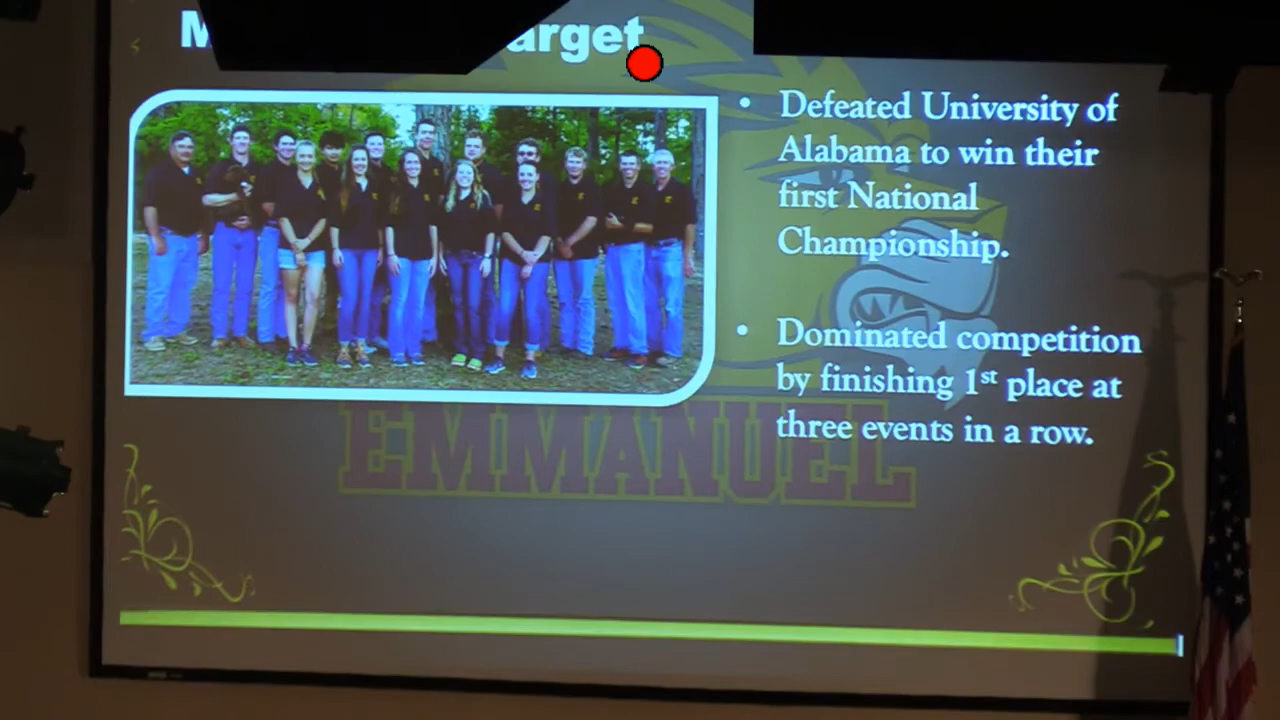 Defeated University of
Alabama to win their
first National
Championship.
Dominated competition
by finishing 1st place at
three events in a row.
EMMANUEL